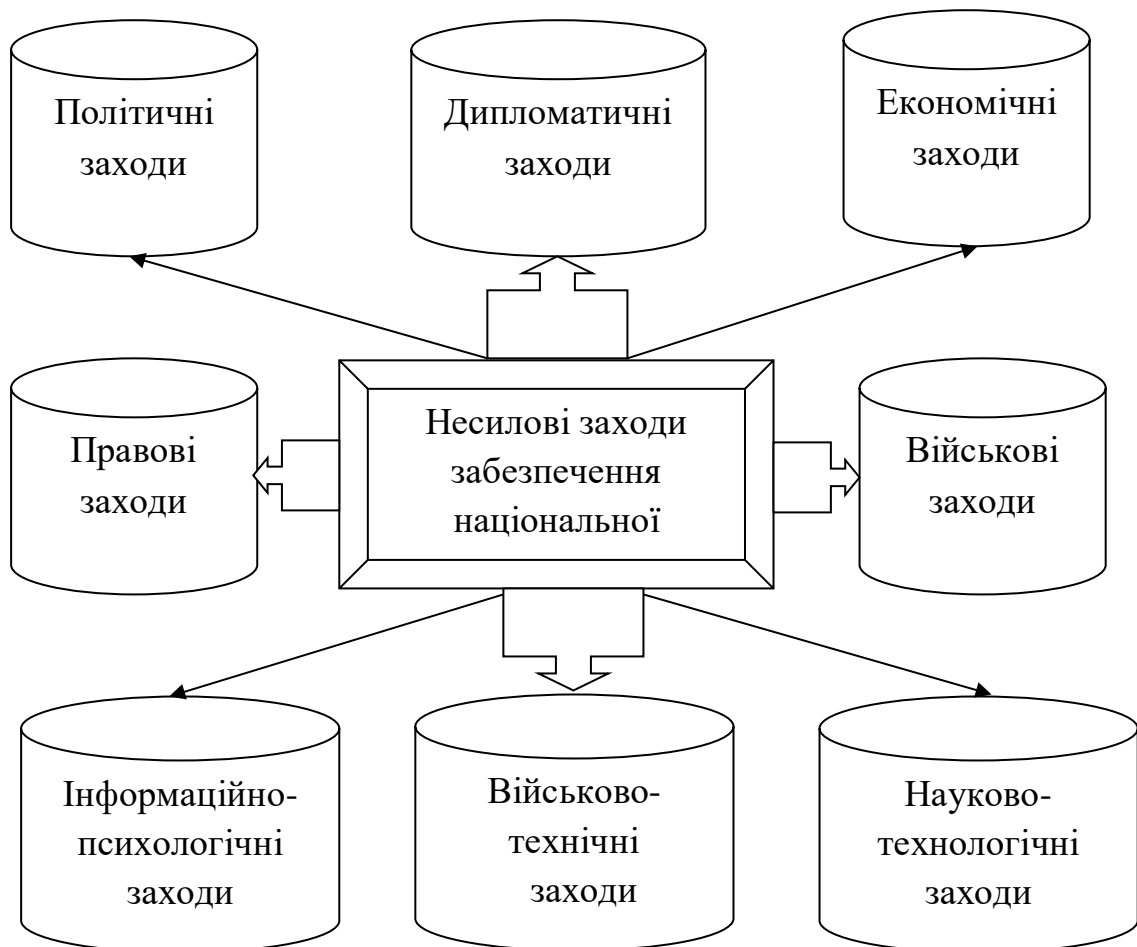 Політичні
заходи
Дипломатичні
заходи
Економічні
заходи
Правові
заходи
Несилові заходи
забезпечення
національної
Військові
заходи
Інформаційно-
психологічні
заходи
Військово-
технічні
заходи
Науково-
технологічні
заходи